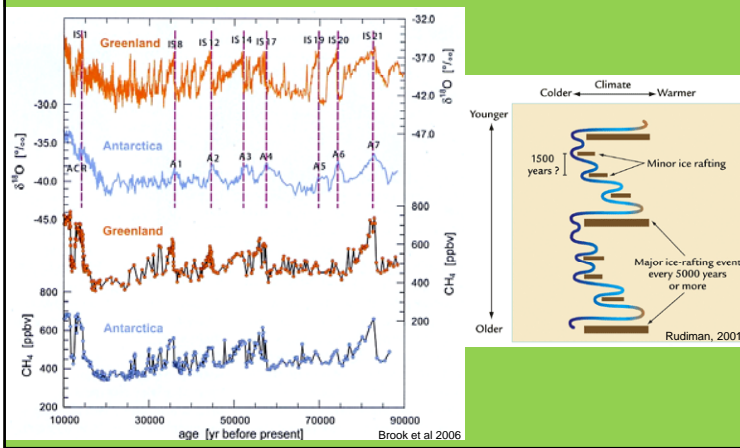 -32.0
IS 1
Greenland
IS 8
IS 12
IS 14
IS 17
IS 19
IS 20
IS 21
-37.0
-42.0
-47.0
δ¹⁸O [°/₀₀]
-30.0
-35.0
-40.0
-45.0
δ¹⁸O [°/₀₀]
Antarctica
ACR
A1
A2
A3
A4
A5
A6
A7
Greenland
800
600
400
200
CH₄ [ppbv]
Antarctica
800
600
400
200
CH₄ [ppbv]
10000
30000
50000
70000
90000
age [yr before present]
Brook et al 2006
Climate
Colder
Warmer
Younger
1500
years ?
Minor ice rafting
Major ice-rafting event
every 5000 years
or more
Older
Rudiman, 2001